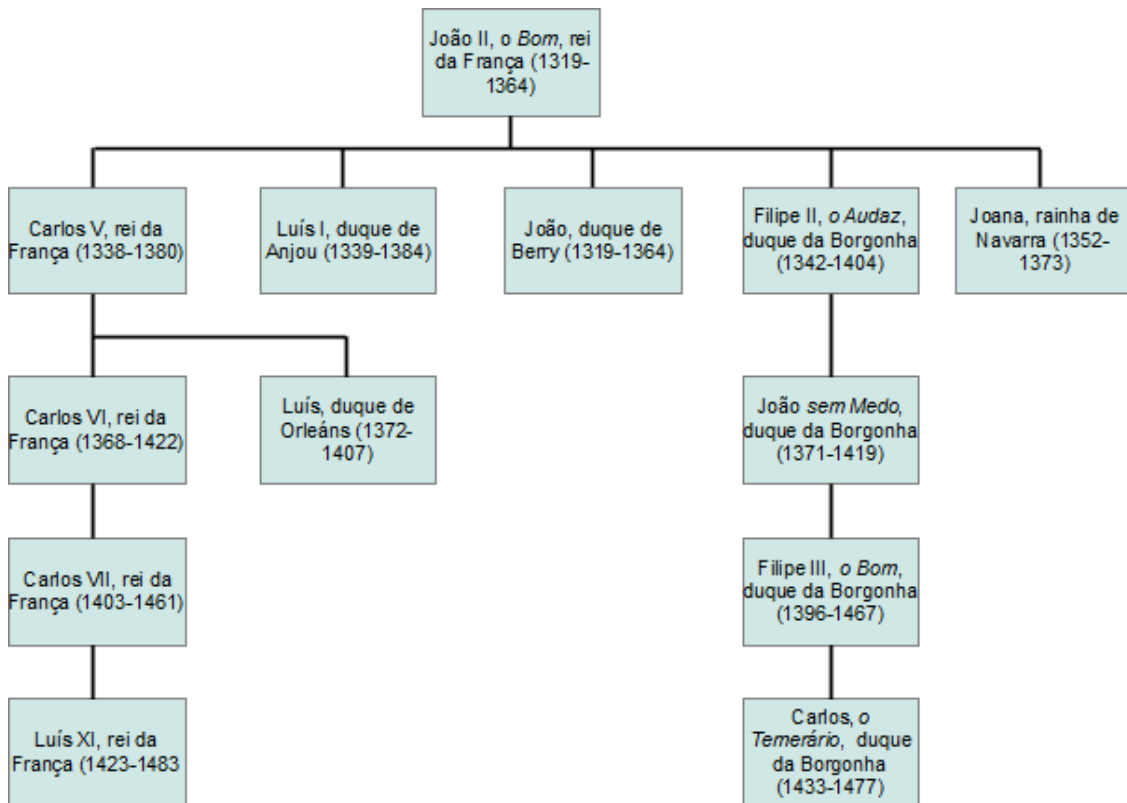 João II, o Bom, rei
da França (1319-
1364)
Carlos V, rei da
França (1338-1380)
Luís I, duque de
Anjou (1339-1384)
João, duque de
Berry (1319-1364)
Filipe II, o Audaz,
duque da Borgonha
(1342-1404)
Joana, rainha de
Navarra (1352-
1373)
Carlos VI, rei da
França (1368-1422)
Luís, duque de
Orleáns (1372-
1407)
João sem Medo,
duque da Borgonha
(1371-1419)
Carlos VII, rei da
França (1403-1461)
Filipe III, o Bom,
duque da Borgonha
(1396-1467)
Luís XI, rei da
França (1423-1483
Carlos, o
Temerário, duque
da Borgonha
(1433-1477)